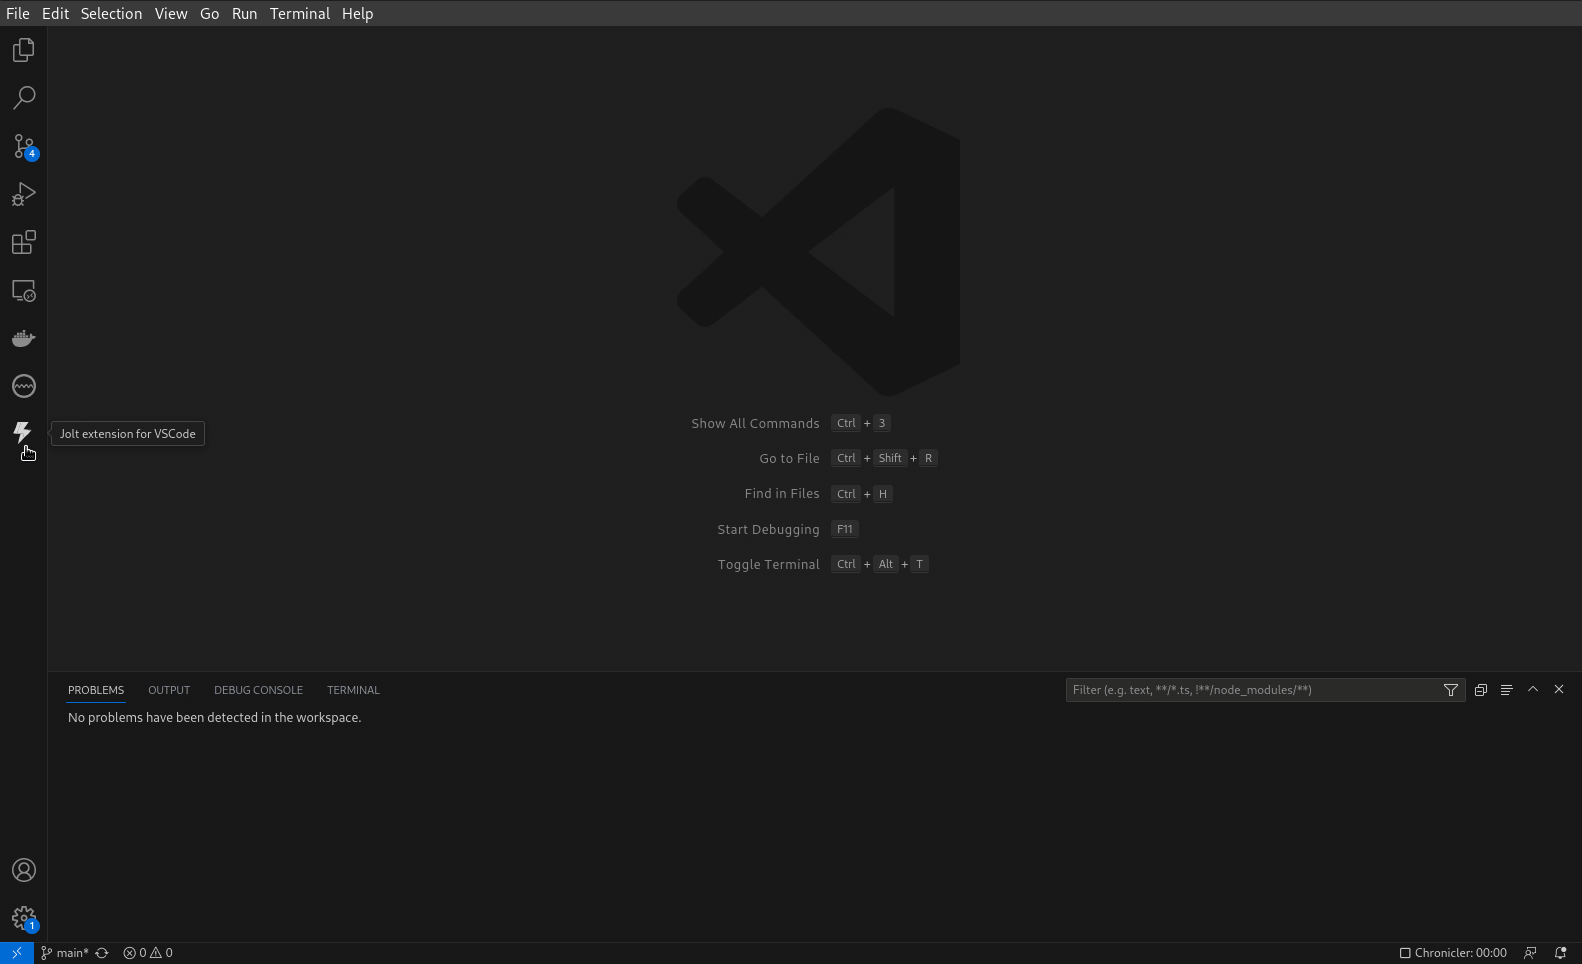 File Edit Selection View Go Run Terminal Help
4
Jolt extension for VSCode
Show All Commands Ctrl + 3
Go to File Ctrl + Shift + R
Find in Files Ctrl + H
Start Debugging F11
Toggle Terminal Ctrl + Alt + T
PROBLEMS OUTPUT DEBUG CONSOLE TERMINAL Filter (e.g. text, **/*.ts, !**/node_modules/**)
No problems have been detected in the workspace.
1
main* 0 0 Chronicler: 00:00